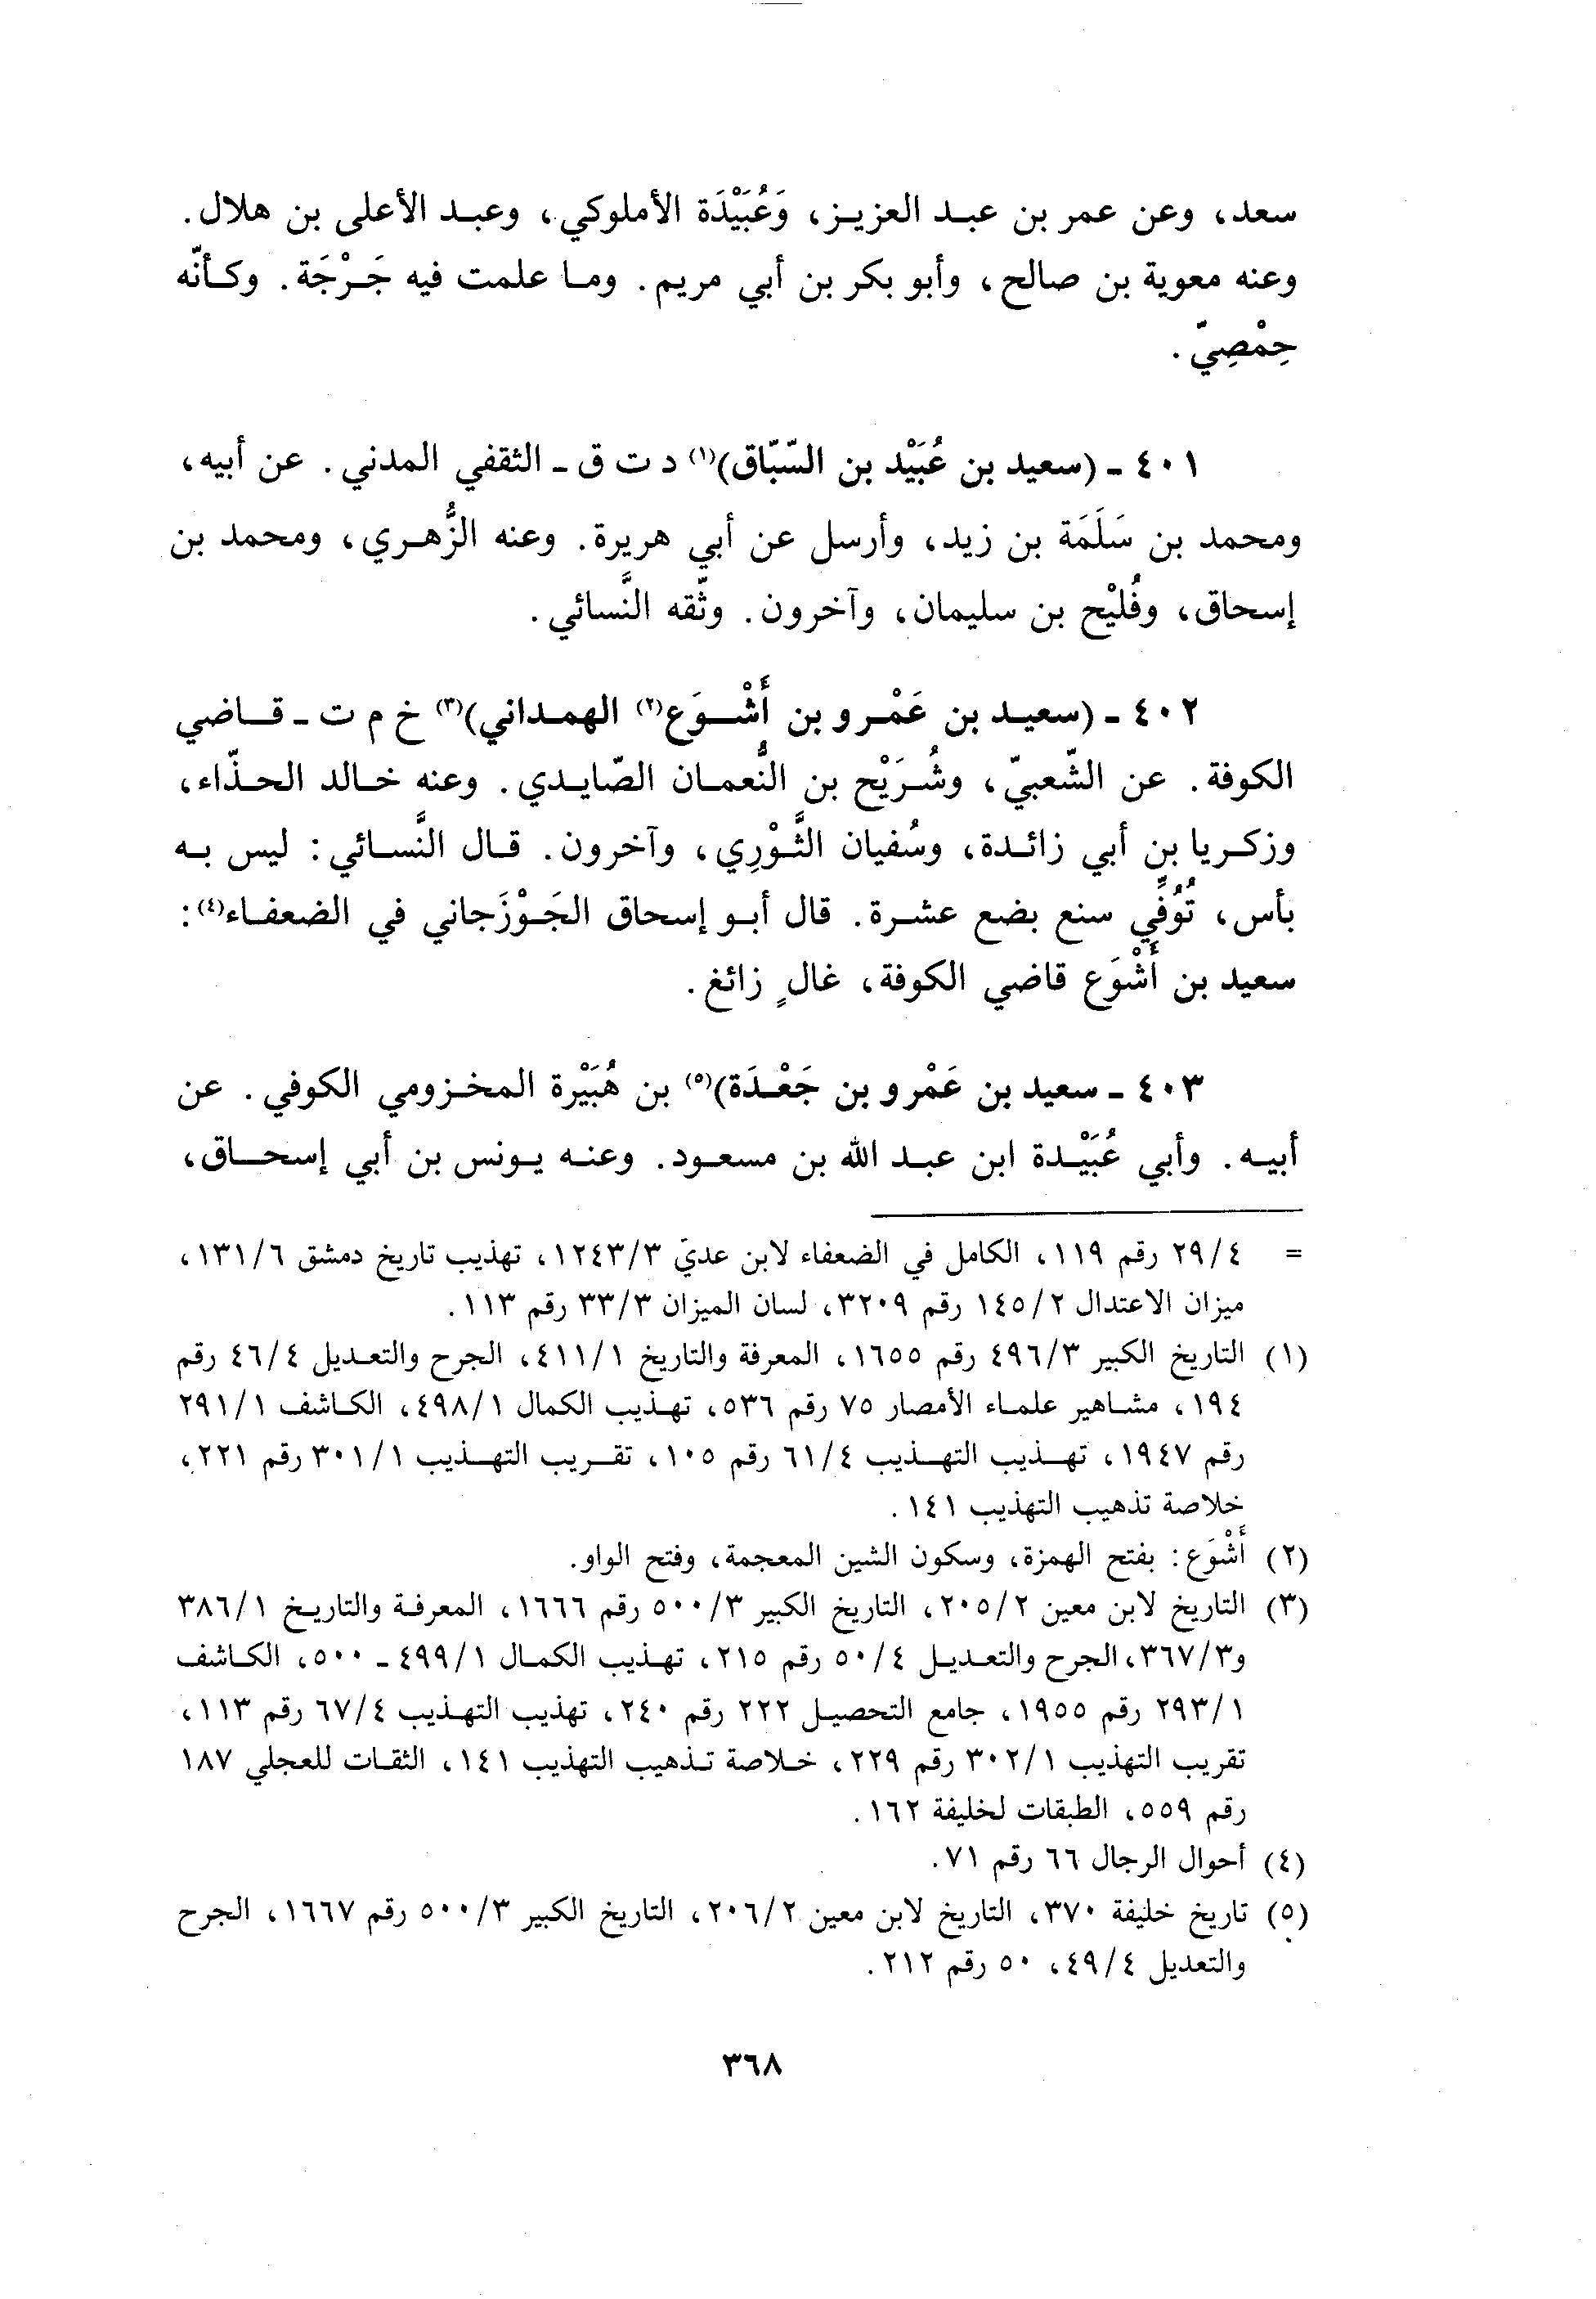 سعد، وعن عمر بن عبد العزيز، وَعُبَيْدَة الأملوكي، وعبد الأعلى بن هلال.
وعنه معوية بن صالح، وأبو بكر بن أبي مريم. وما علمت فيه جَرْجَة. وكأنّه
حِمْصِيّ.
٤٠١ - (سعيد بن عُبَيْد بن السّبّاق)(١) د ت ق - الثقفي المدني. عن أبيه،
ومحمد بن سَلَمَة بن زيد، وأرسل عن أبي هريرة. وعنه الزُّهري، ومحمد بن
إسحاق، وفُلَيْح بن سليمان، وآخرون. وثّقه النَّسائي.
٤٠٢ - (سعيد بن عَمْرو بن أَشْوَع(٢) الهمداني)(٣) خ م ت - قاضي
الكوفة. عن الشّعبيّ، وشُرَيْح بن النُّعمان الصّايدي. وعنه خالد الحذّاء،
وزكريا بن أبي زائدة، وسُفيان الثَّوْرِي، وآخرون. قال النَّسائي: ليس به
بأس، تُوُفِّي سنع بضع عشرة. قال أبو إسحاق الجَوْزَجاني في الضعفاء(٤):
سعيد بن أَشْوَع قاضي الكوفة، غالٍ زائغ.
٤٠٣ - سعيد بن عَمْرو بن جَعْدَة)(٥) بن هُبَيْرة المخزومي الكوفي. عن
أبيه. وأبي عُبَيْدة ابن عبد الله بن مسعود. وعنه يونس بن أبي إسحاق،
= ٢٩/٤ رقم ١١٩، الكامل في الضعفاء لابن عديّ ١٢٤٣/٣، تهذيب تاريخ دمشق ١٣١/٦،
ميزان الاعتدال ١٤٥/٢ رقم ٣٢٠٩، لسان الميزان ٣٣/٣ رقم ١١٣.
(١) التاريخ الكبير ٤٩٦/٣ رقم ١٦٥٥، المعرفة والتاريخ ٤١١/١، الجرح والتعديل ٤٦/٤ رقم
١٩٤، مشاهير علماء الأمصار ٧٥ رقم ٥٣٦، تهذيب الكمال ٤٩٨/١، الكاشف ٢٩١/١
رقم ١٩٤٧، تهذيب التهذيب ٦١/٤ رقم ١٠٥، تقريب التهذيب ٣٠١/١ رقم ٢٢١،
خلاصة تذهيب التهذيب ١٤١.
(٢) أَشْوَع: بفتح الهمزة، وسكون الشين المعجمة، وفتح الواو.
(٣) التاريخ لابن معين ٢٠٥/٢، التاريخ الكبير ٥٠٠/٣ رقم ١٦٦٦، المعرفة والتاريخ ٣٨٦/١
و٣٦٧/٣، الجرح والتعديل ٥٠/٤ رقم ٢١٥، تهذيب الكمال ٤٩٩/١ - ٥٠٠، الكاشف
٢٩٣/١ رقم ١٩٥٥، جامع التحصيل ٢٢٢ رقم ٢٤٠، تهذيب التهذيب ٦٧/٤ رقم ١١٣،
تقريب التهذيب ٣٠٢/١ رقم ٢٢٩، خلاصة تذهيب التهذيب ١٤١، الثقات للعجلي ١٨٧
رقم ٥٥٩، الطبقات لخليفة ١٦٢.
(٤) أحوال الرجال ٦٦ رقم ٧١.
(٥) تاريخ خليفة ٣٧٠، التاريخ لابن معين ٢٠٦/٢، التاريخ الكبير ٥٠٠/٣ رقم ١٦٦٧، الجرح
والتعديل ٤٩/٤، ٥٠ رقم ٢١٢.
٣٦٨